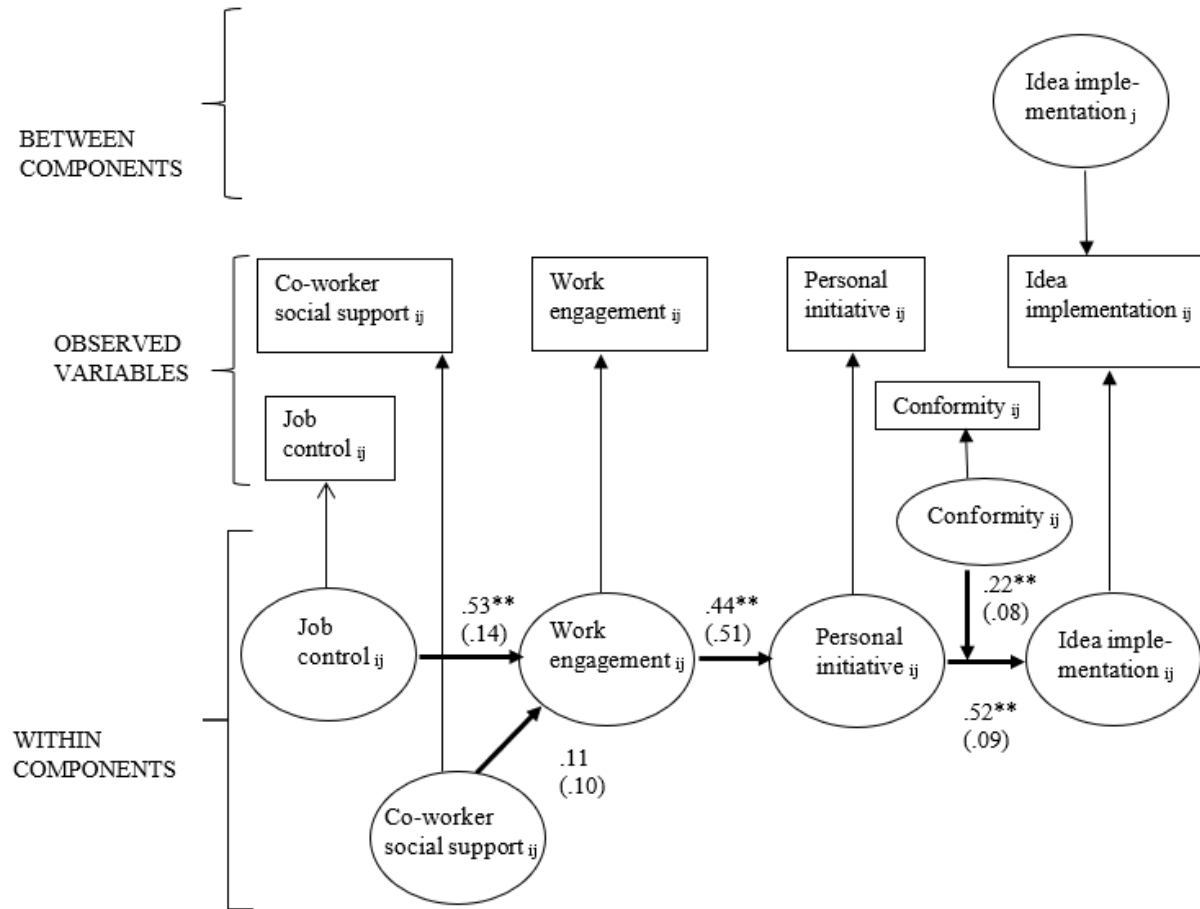 Idea imple-
mentation j
BETWEEN
COMPONENTS
Co-worker
social support ij
Work
engagement ij
Personal
initiative ij
Idea
implementation ij
OBSERVED
VARIABLES
Job
control ij
Conformity ij
Conformity ij
.22**
(.08)
Job
control ij
.53**
(.14)
Work
engagement ij
.44**
(.51)
Personal
initiative ij
Idea imple-
mentation ij
.52**
(.09)
WITHIN
COMPONENTS
.11
(.10)
Co-worker
social support ij